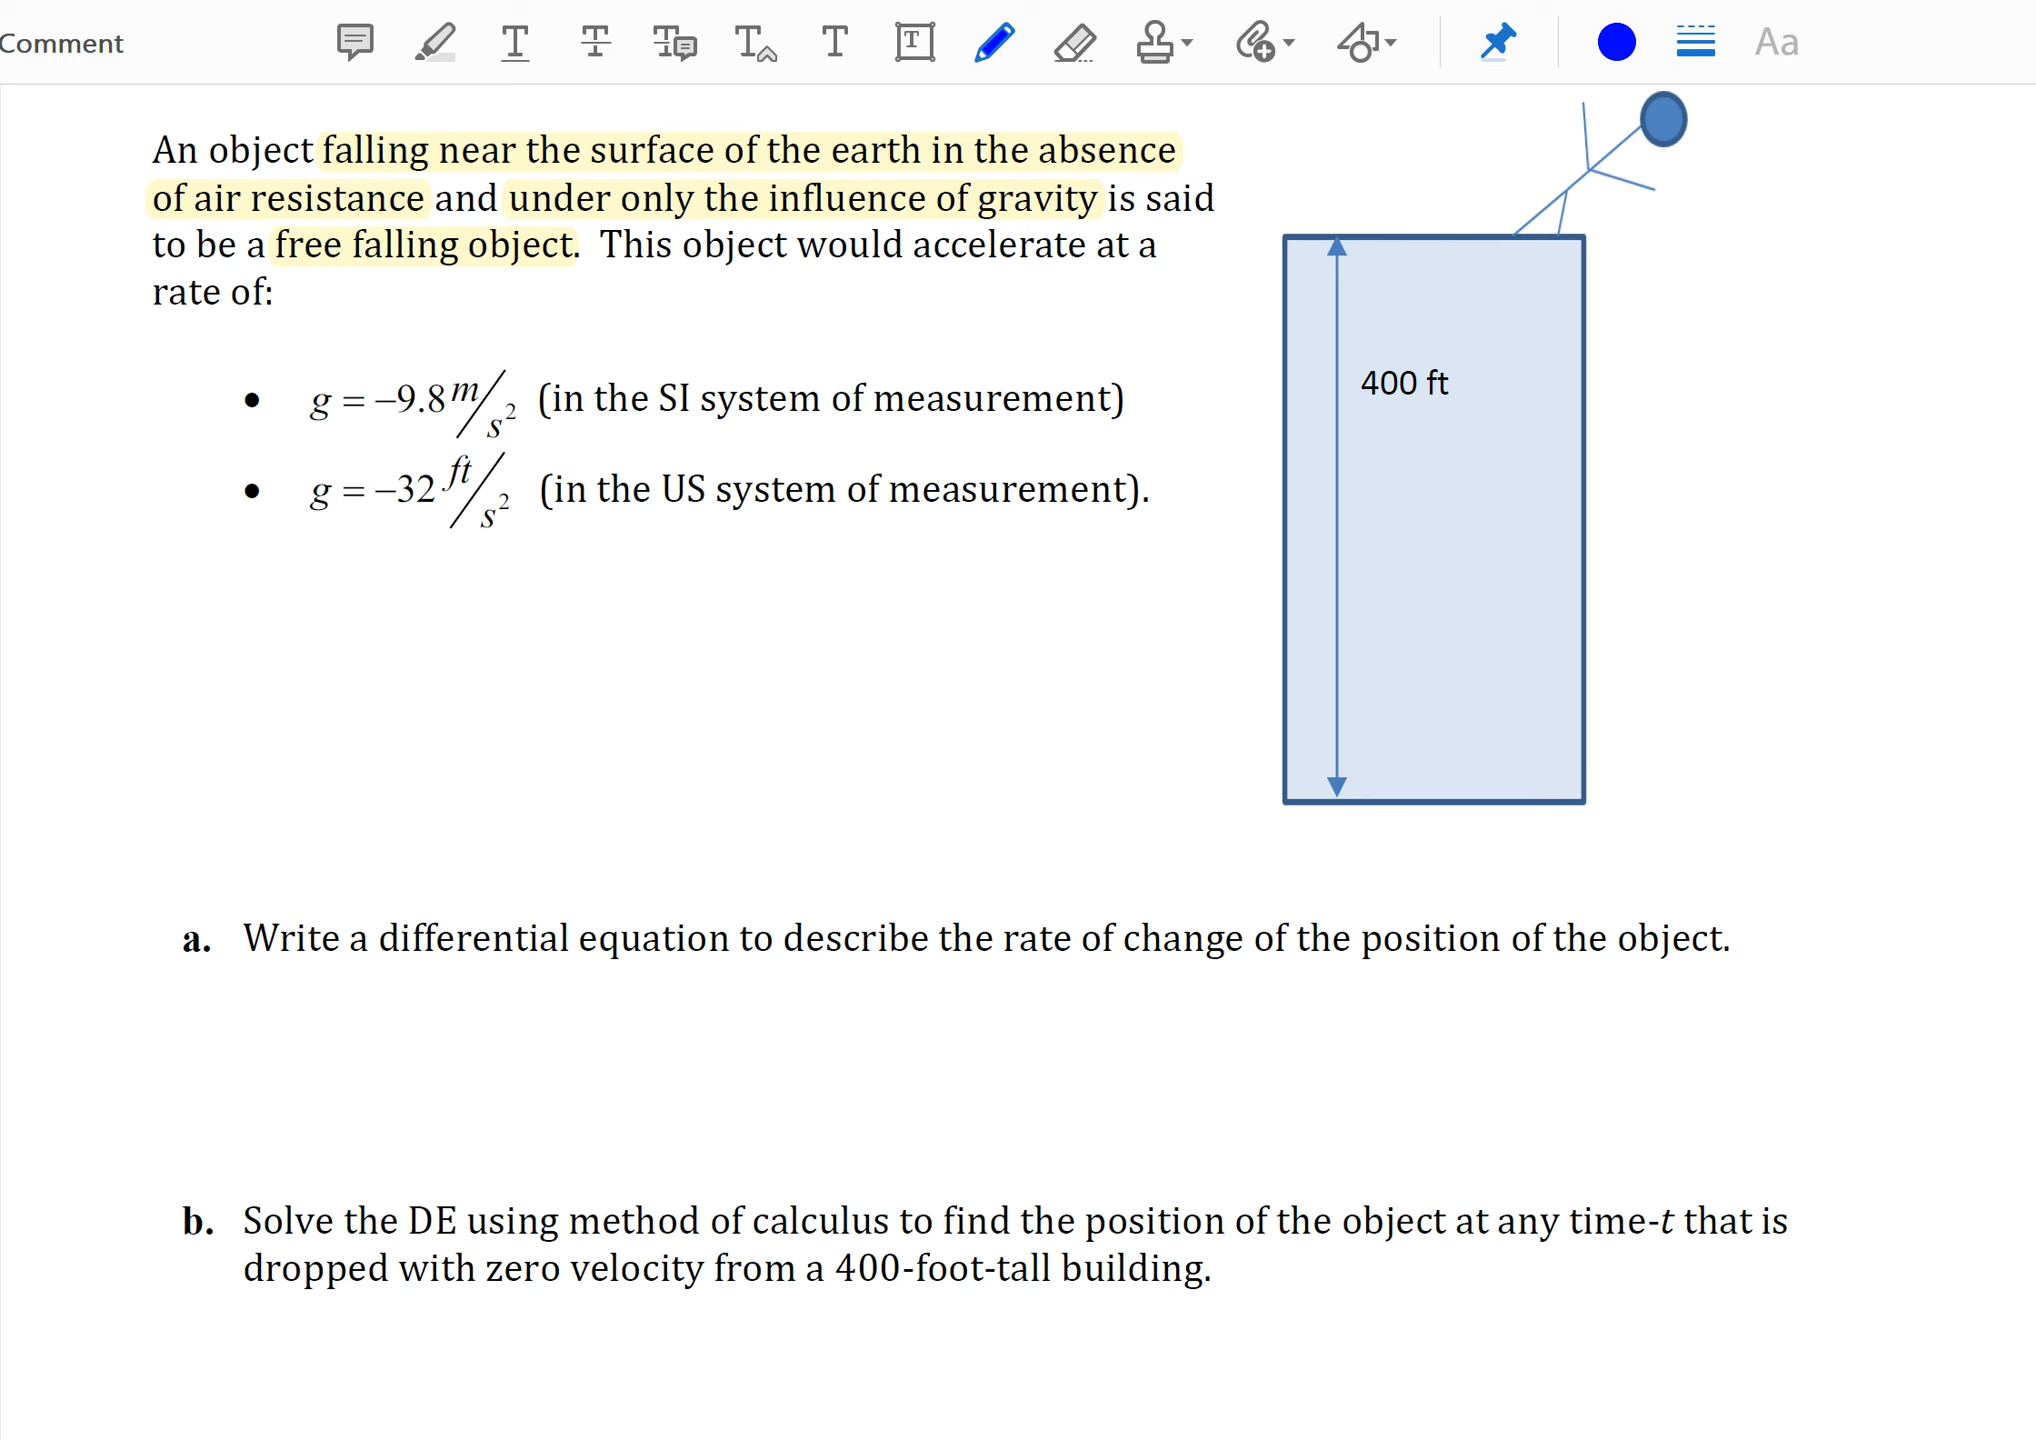 Comment
Aa
An object falling near the surface of the earth in the absence
of air resistance and under only the influence of gravity is said
to be a free falling object. This object would accelerate at a
rate of:
• g = −9.8 m/s² (in the SI system of measurement)
• g = −32 ft/s² (in the US system of measurement).
400 ft
a. Write a differential equation to describe the rate of change of the position of the object.
b. Solve the DE using method of calculus to find the position of the object at any time-t that is
dropped with zero velocity from a 400-foot-tall building.